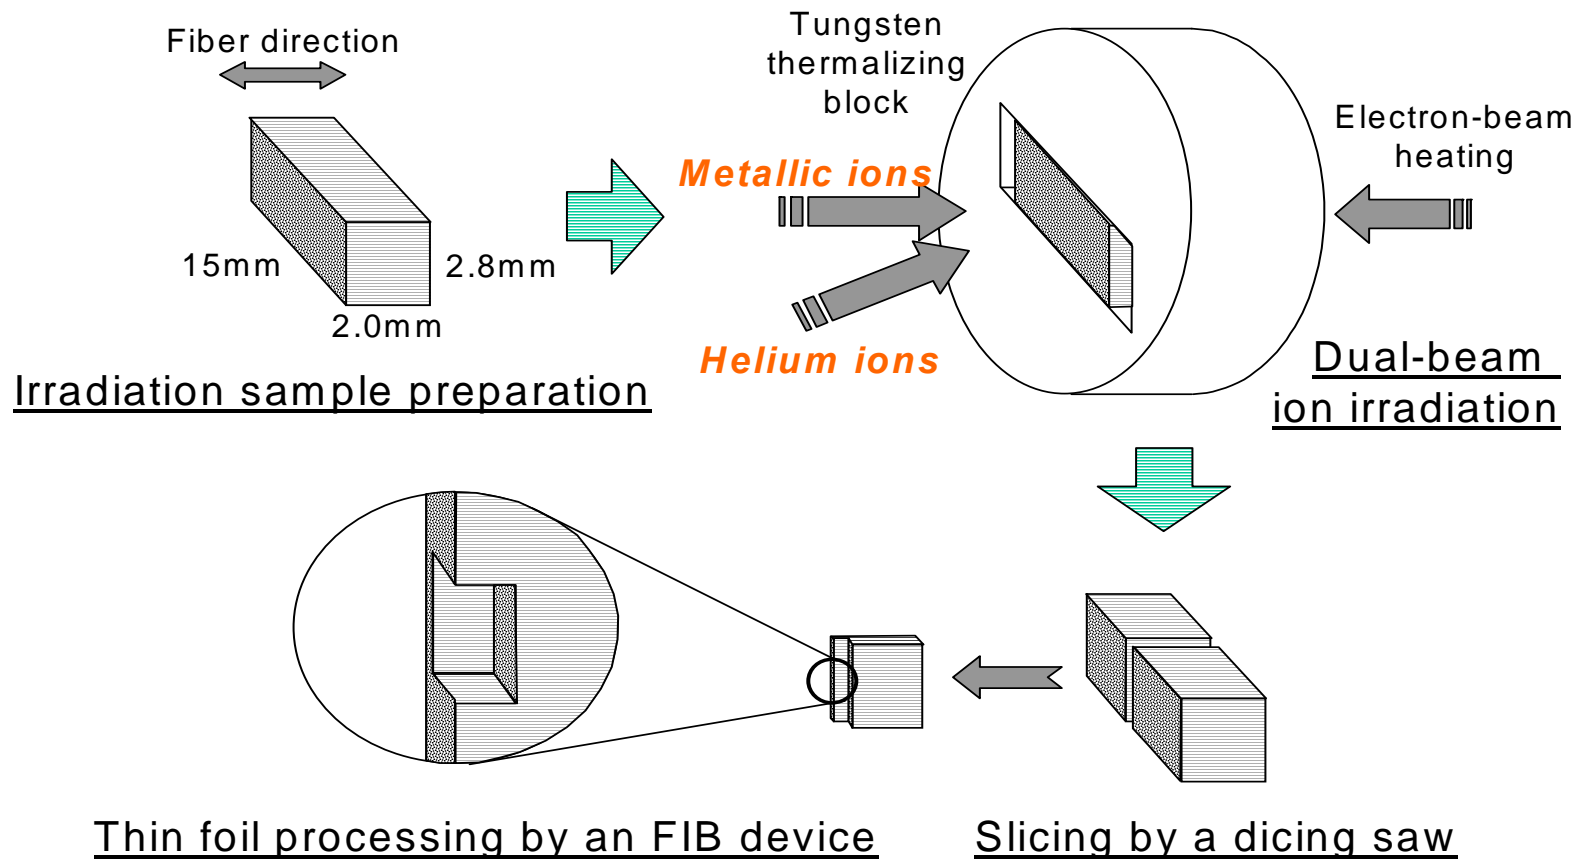 Fiber direction
15mm
2.8mm
2.0mm
Irradiation sample preparation
Tungsten
thermalizing
block
Metallic ions
Helium ions
Electron-beam
heating
Dual-beam
ion irradiation
Thin foil processing by an FIB device
Slicing by a dicing saw